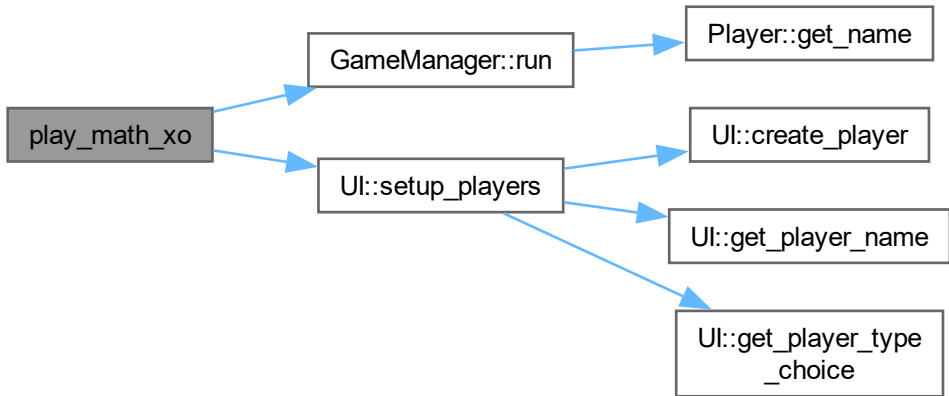 play_math_xo
GameManager::run
Player::get_name
UI::setup_players
UI::create_player
UI::get_player_name
UI::get_player_type
_choice